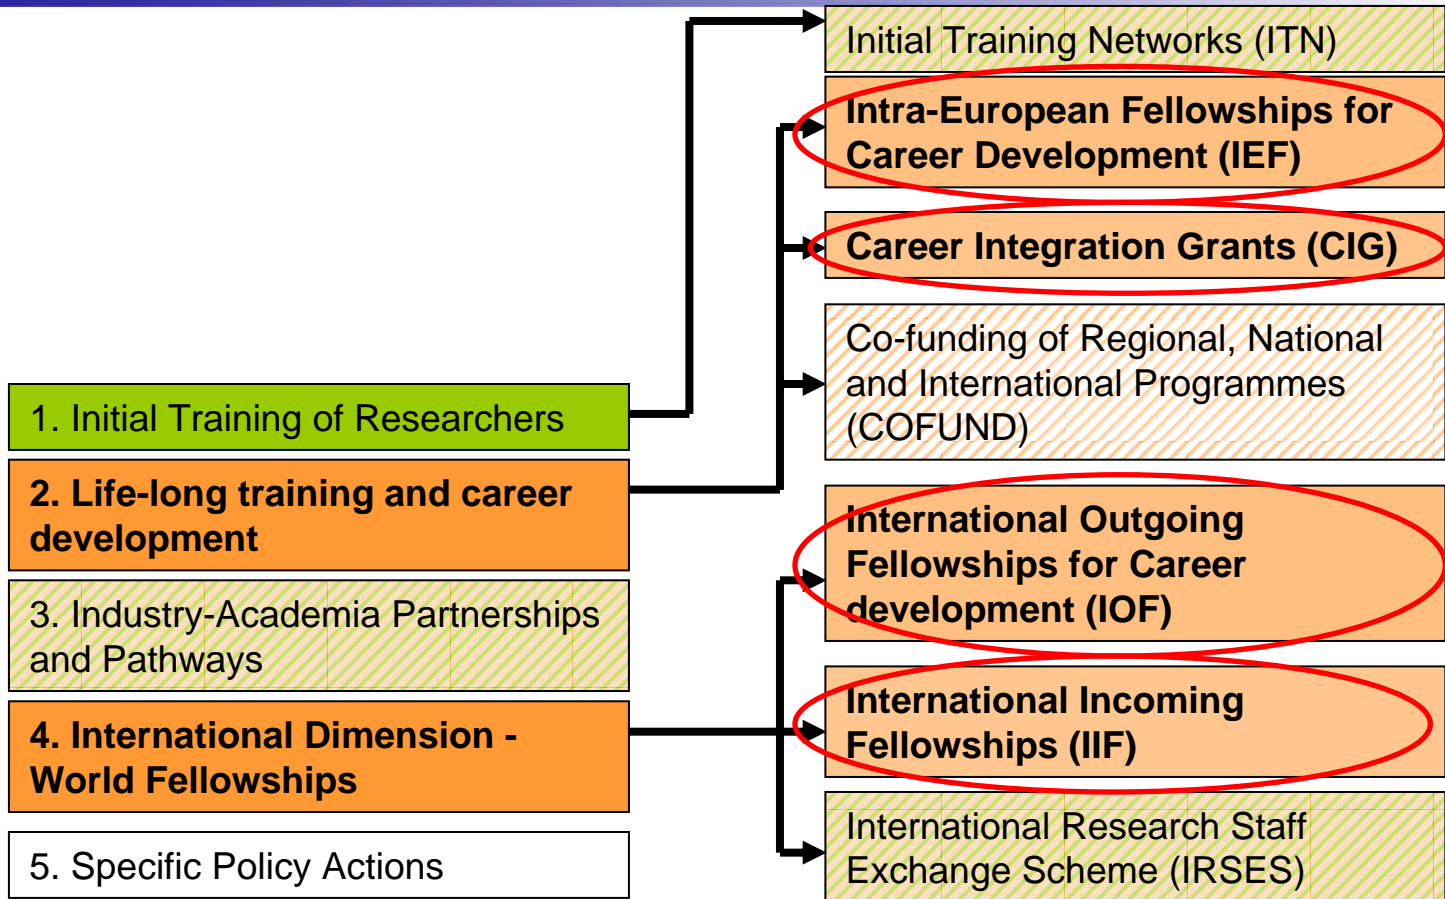 Initial Training Networks (ITN)
Intra-European Fellowships for
Career Development (IEF)
Career Integration Grants (CIG)
Co-funding of Regional, National
and International Programmes
(COFUND)
1. Initial Training of Researchers
2. Life-long training and career
development
International Outgoing
Fellowships for Career
development (IOF)
3. Industry-Academia Partnerships
and Pathways
International Incoming
Fellowships (IIF)
4. International Dimension -
World Fellowships
International Research Staff
Exchange Scheme (IRSES)
5. Specific Policy Actions